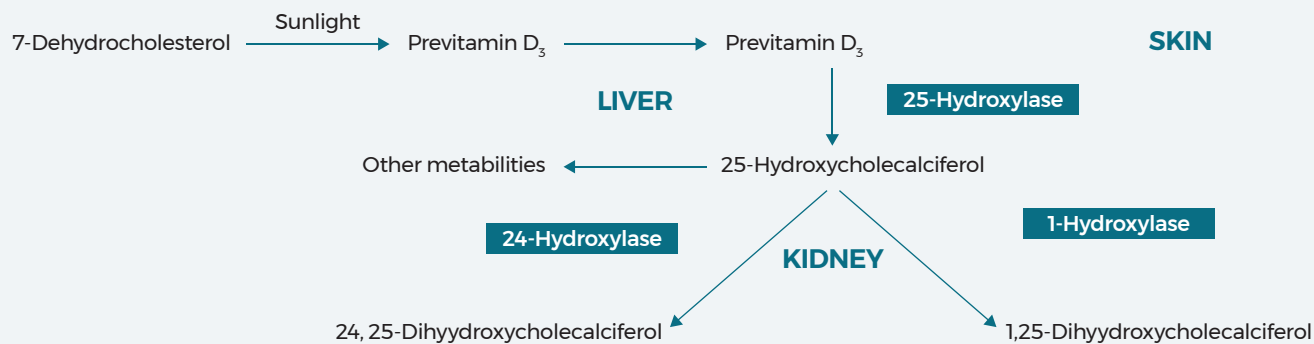 Sunlight
7-Dehydrocholesterol
Previtamin D₃
Previtamin D₃
SKIN
LIVER
25-Hydroxylase
Other metabilities
25-Hydroxycholecalciferol
24-Hydroxylase
1-Hydroxylase
KIDNEY
24, 25-Dihyydroxycholecalciferol
1,25-Dihyydroxycholecalciferol